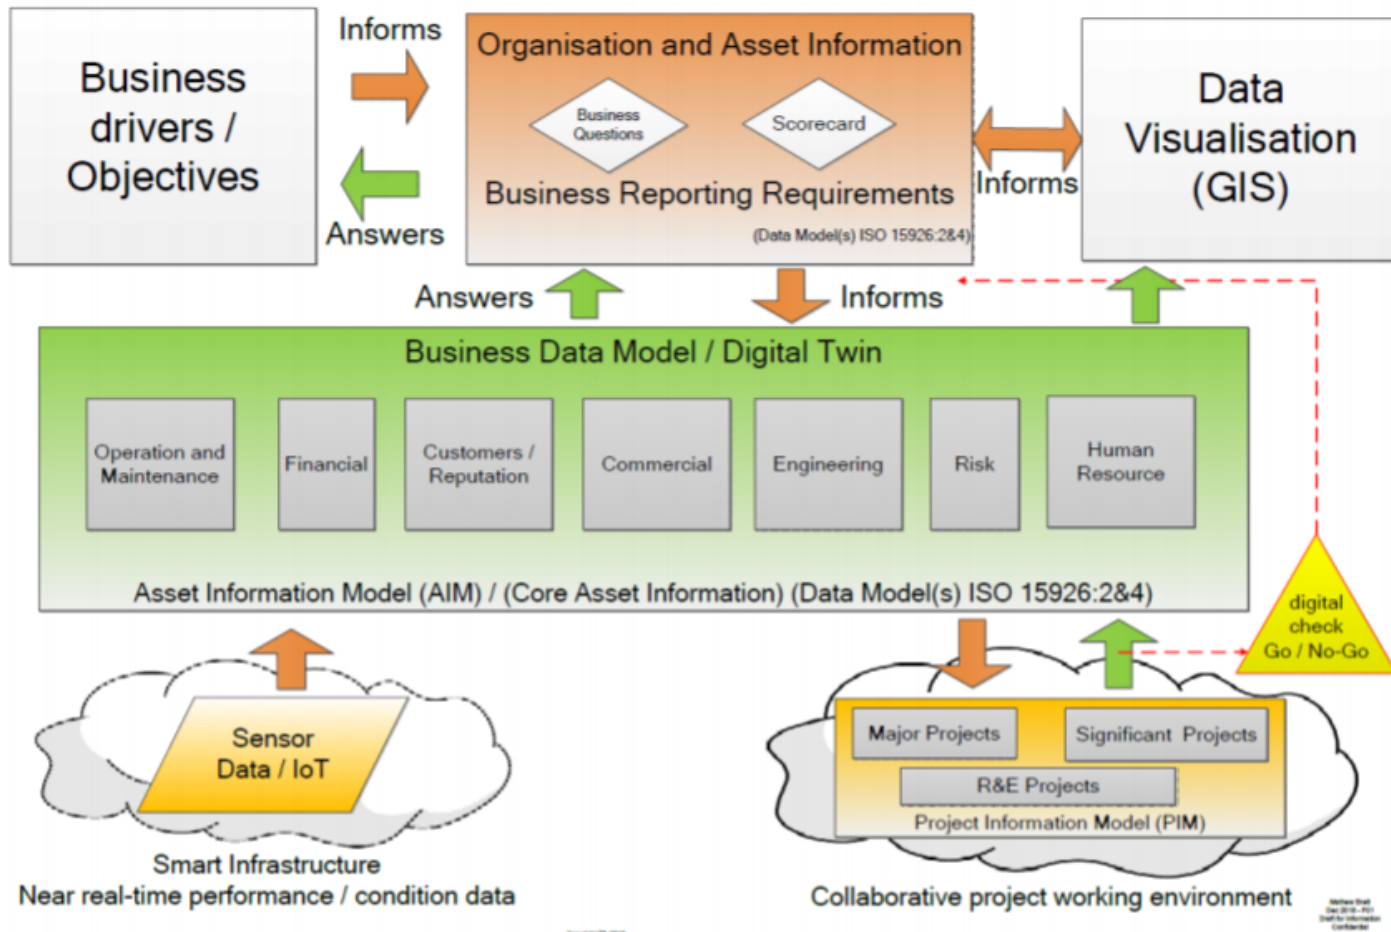 Business
drivers /
Objectives
Informs
Answers
Organisation and Asset Information
Business
Questions
Scorecard
Business Reporting Requirements
(Data Model(s) ISO 15926:2&4)
Informs
Data
Visualisation
(GIS)
Answers
Informs
Business Data Model / Digital Twin
Operation and
Maintenance
Financial
Customers /
Reputation
Commercial
Engineering
Risk
Human
Resource
Asset Information Model (AIM) / (Core Asset Information) (Data Model(s) ISO 15926:2&4)
digital
check
Go / No-Go
Sensor
Data / IoT
Major Projects
Significant Projects
R&E Projects
Project Information Model (PIM)
Smart Infrastructure
Near real-time performance / condition data
Collaborative project working environment
Draft for Information
Confidential